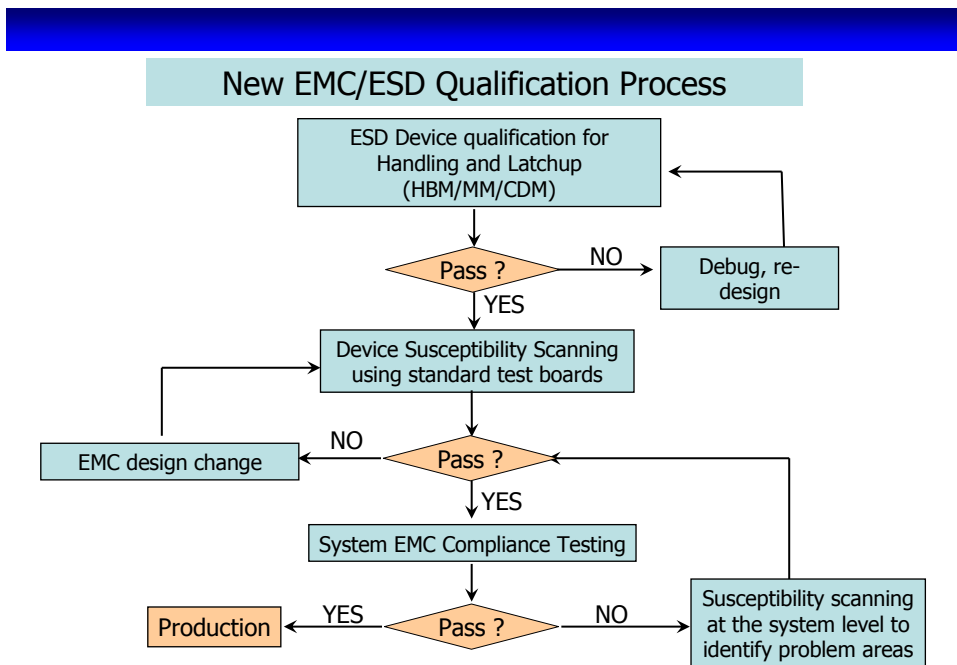 New EMC/ESD Qualification Process
ESD Device qualification for
Handling and Latchup
(HBM/MM/CDM)
Pass ?
NO
Debug, re-
design
YES
Device Susceptibility Scanning
using standard test boards
EMC design change
NO
Pass ?
YES
System EMC Compliance Testing
Production
YES
Pass ?
NO
Susceptibility scanning
at the system level to
identify problem areas